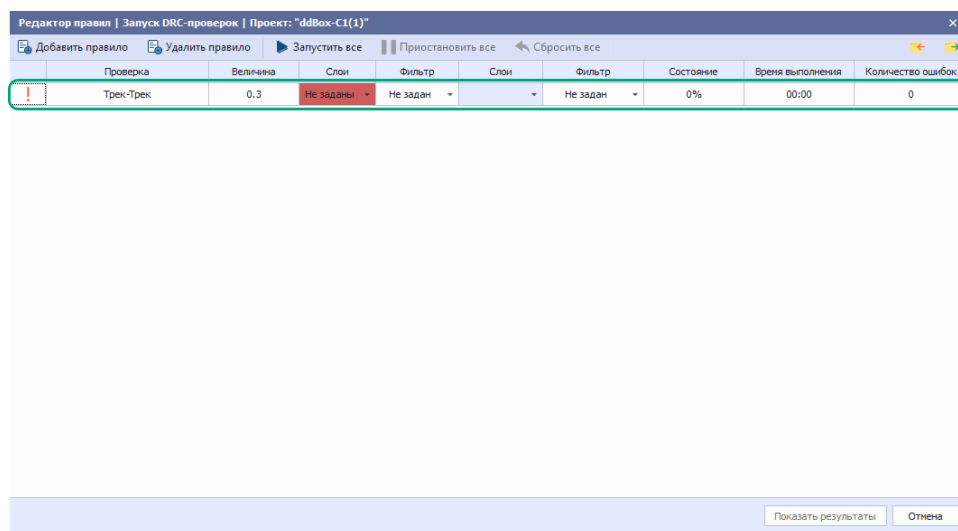 Редактор правил | Запуск DRC-проверок | Проект: "ddBox-C1(1)"
Добавить правило Удалить правило Запустить все Приостановить все Сбросить все
Проверка Величина Слои Фильтр Слои Фильтр Состояние Время выполнения Количество ошибок
! Трек-Трек 0.3 Не заданы Не задан Не задан 0% 00:00 0
Показать результаты Отмена